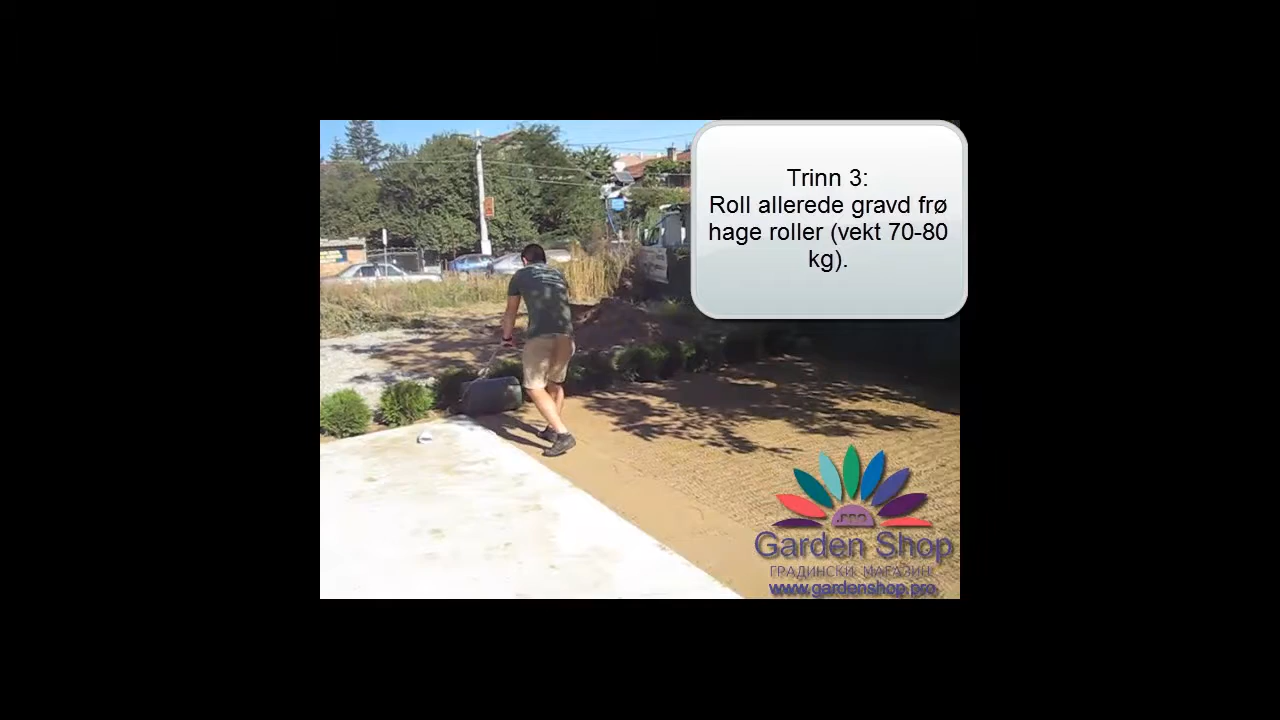 Trinn 3:
Roll allerede gravd frø
hage roller (vekt 70-80
kg).
.PRO
Garden Shop
ГРАДИНСКИ МАГАЗИН
www.gardenshop.pro